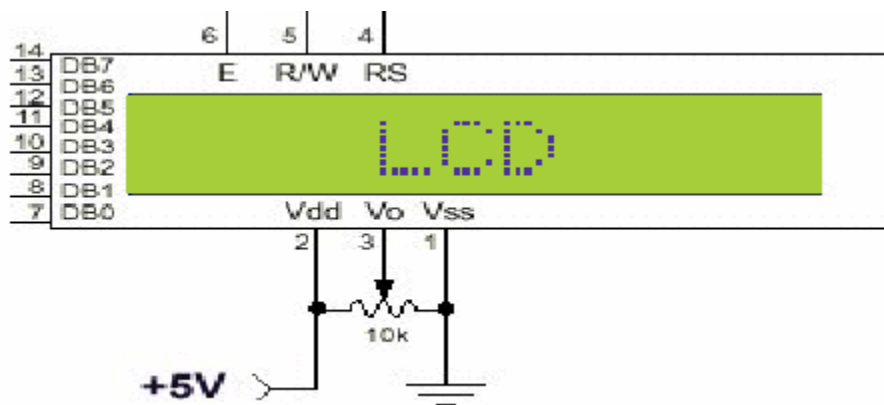 6 5 4
E R/W RS
14 DB7
13 DB6
12 DB5
11 DB4
10 DB3
9 DB2
8 DB1
7 DB0
LCD
Vdd Vo Vss
2 3 1
10k
+5V